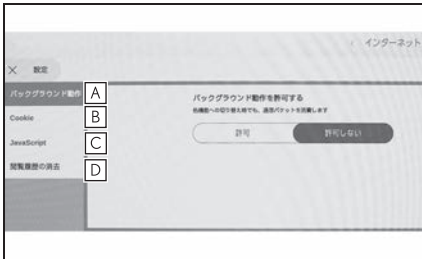 ‹ インターネット
× 設定
バックグラウンド動作 A
Cookie B
JavaScript C
閲覧履歴の消去 D
バックグラウンド動作を許可する
各機能への切り替え時でも、通信パケットを消費します
許可 許可しない